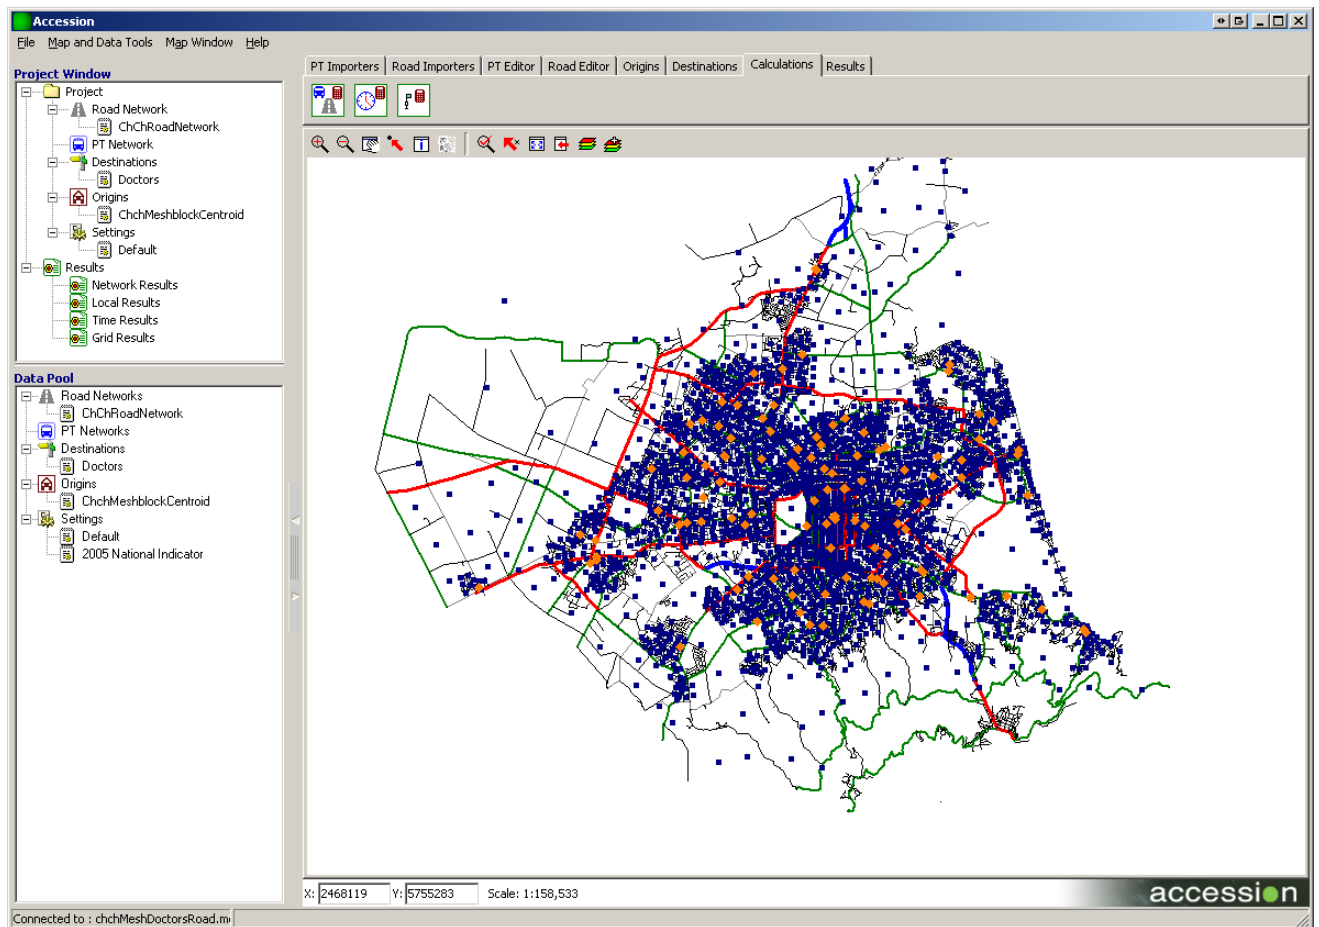 Accession
File Map and Data Tools Map Window Help
Project Window
Project
Road Network
ChChRoadNetwork
PT Network
Destinations
Doctors
Origins
ChchMeshblockCentroid
Settings
Default
Results
Network Results
Local Results
Time Results
Grid Results
Data Pool
Road Networks
ChChRoadNetwork
PT Networks
Destinations
Doctors
Origins
ChchMeshblockCentroid
Settings
Default
2005 National Indicator
PT Importers Road Importers PT Editor Road Editor Origins Destinations Calculations Results
X: 2468119 Y: 5755283 Scale: 1:158,533
accession
Connected to : chchMeshDoctorsRoad.m